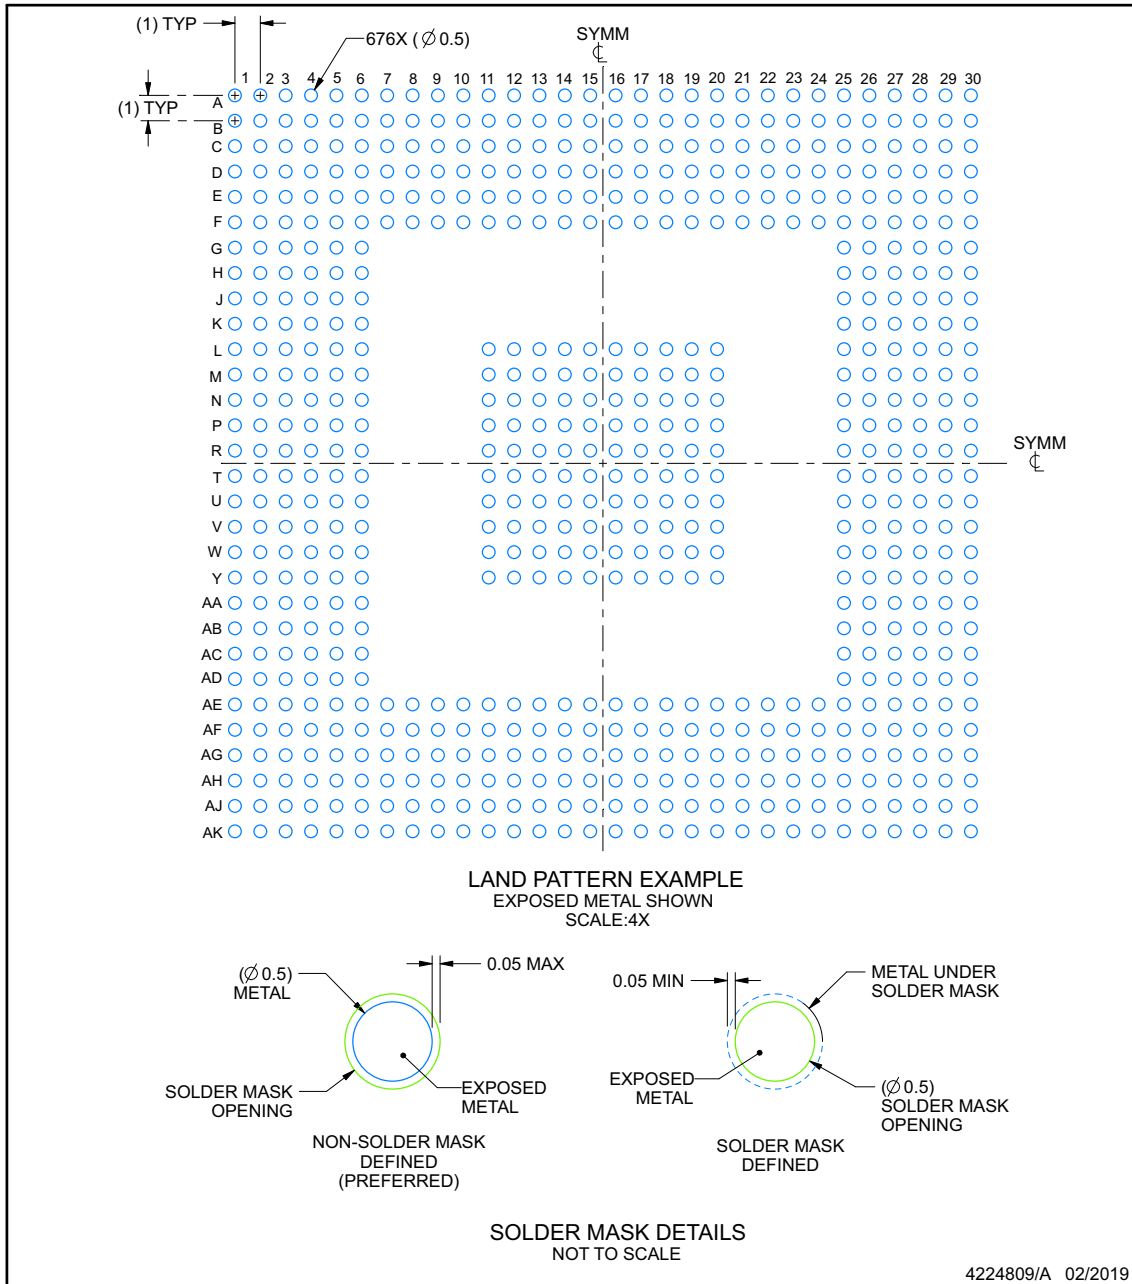 (1) TYP
676X (∅ 0.5)
SYMM
℄
1 2 3 4 5 6 7 8 9 10 11 12 13 14 15 16 17 18 19 20 21 22 23 24 25 26 27 28 29 30
(1) TYP
A
B
C
D
E
F
G
H
J
K
L
M
N
P
R
SYMM
℄
T
U
V
W
Y
AA
AB
AC
AD
AE
AF
AG
AH
AJ
AK
LAND PATTERN EXAMPLE
EXPOSED METAL SHOWN
SCALE:4X
(∅ 0.5)
METAL
0.05 MAX
SOLDER MASK
OPENING
EXPOSED
METAL
NON-SOLDER MASK
DEFINED
(PREFERRED)
0.05 MIN
METAL UNDER
SOLDER MASK
EXPOSED
METAL
(∅ 0.5)
SOLDER MASK
OPENING
SOLDER MASK
DEFINED
SOLDER MASK DETAILS
NOT TO SCALE
4224809/A 02/2019